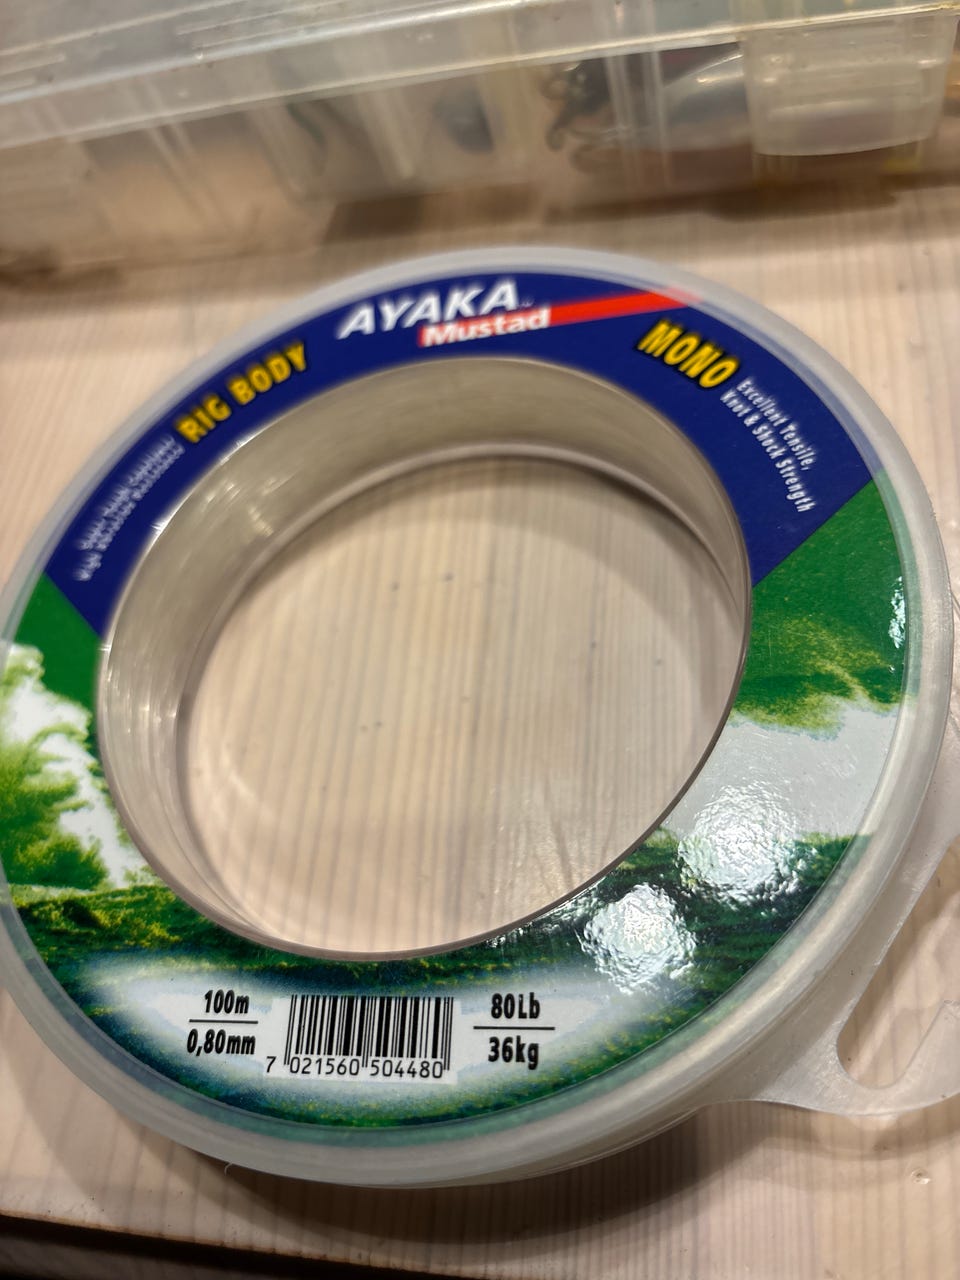 AYAKA
Mustad
RIG BODY
MONO
Excellent Tensile,
Knot & Shock Strength
100m
0,80mm
7 021560 504480
80Lb
36kg